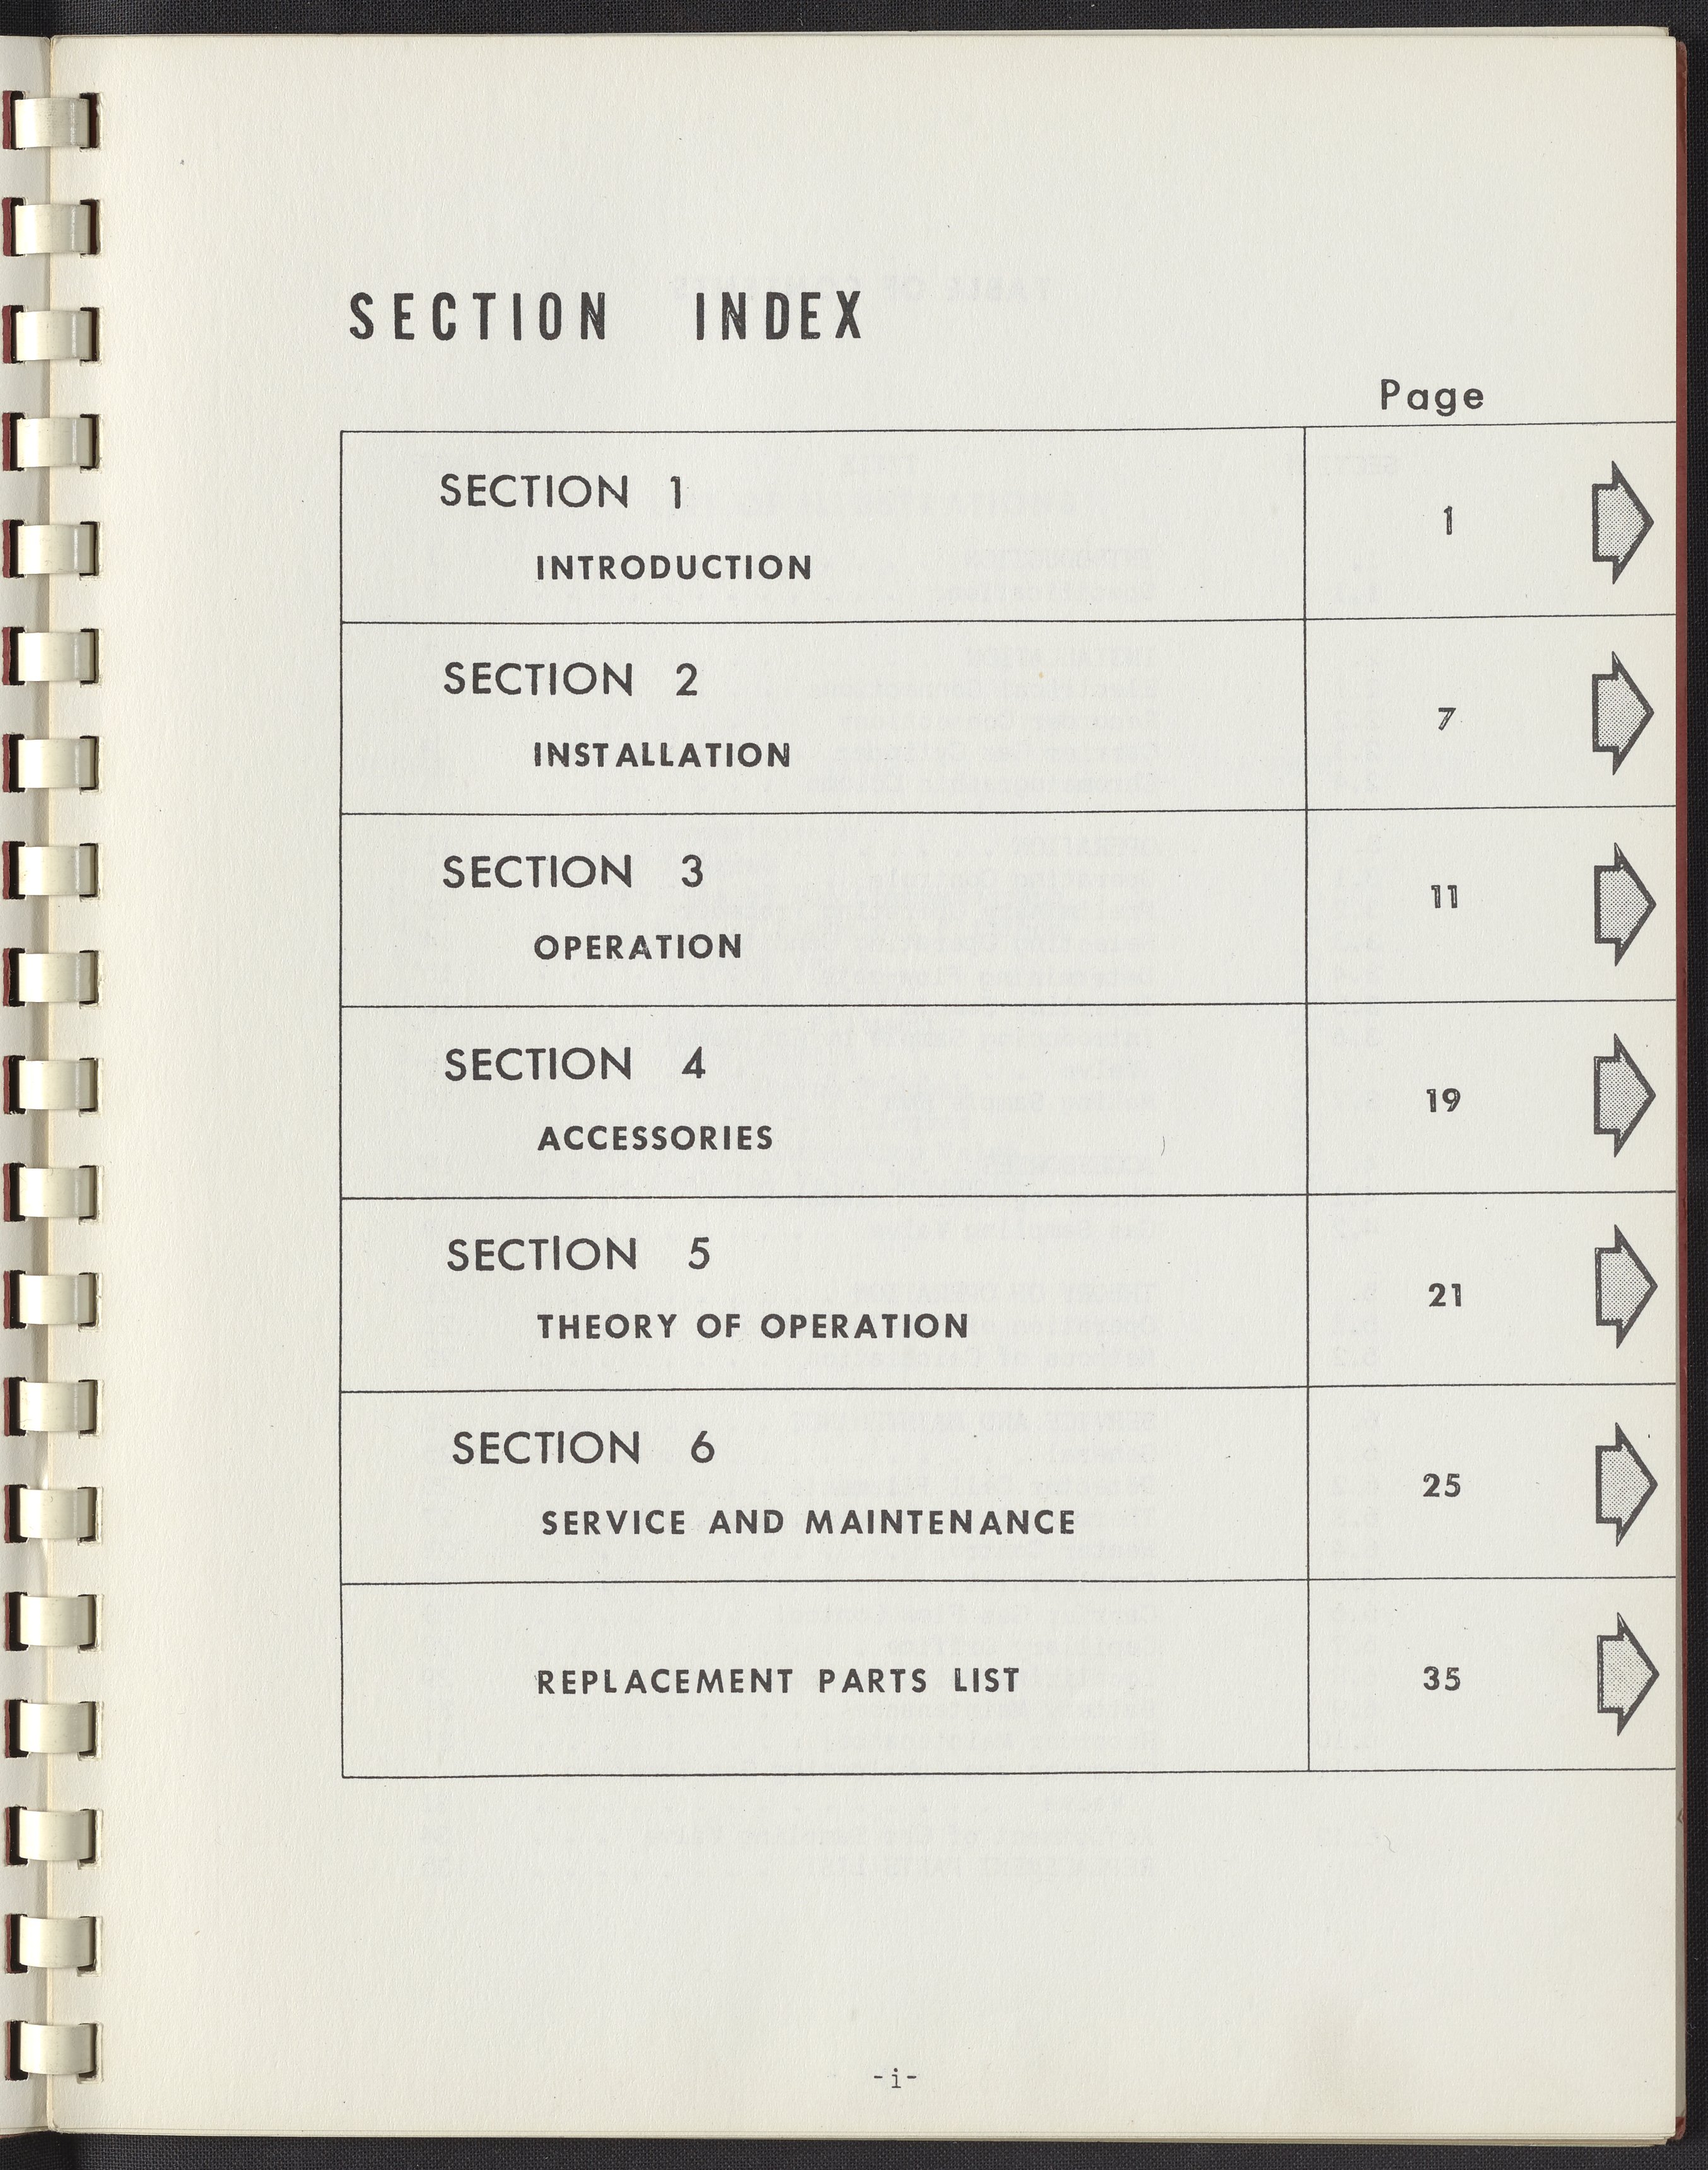 SECTION INDEX
Page
SECTION 1
INTRODUCTION
1
SECTION 2
INSTALLATION
7
SECTION 3
OPERATION
11
SECTION 4
ACCESSORIES
19
SECTION 5
THEORY OF OPERATION
21
SECTION 6
SERVICE AND MAINTENANCE
25
REPLACEMENT PARTS LIST
35
-i-